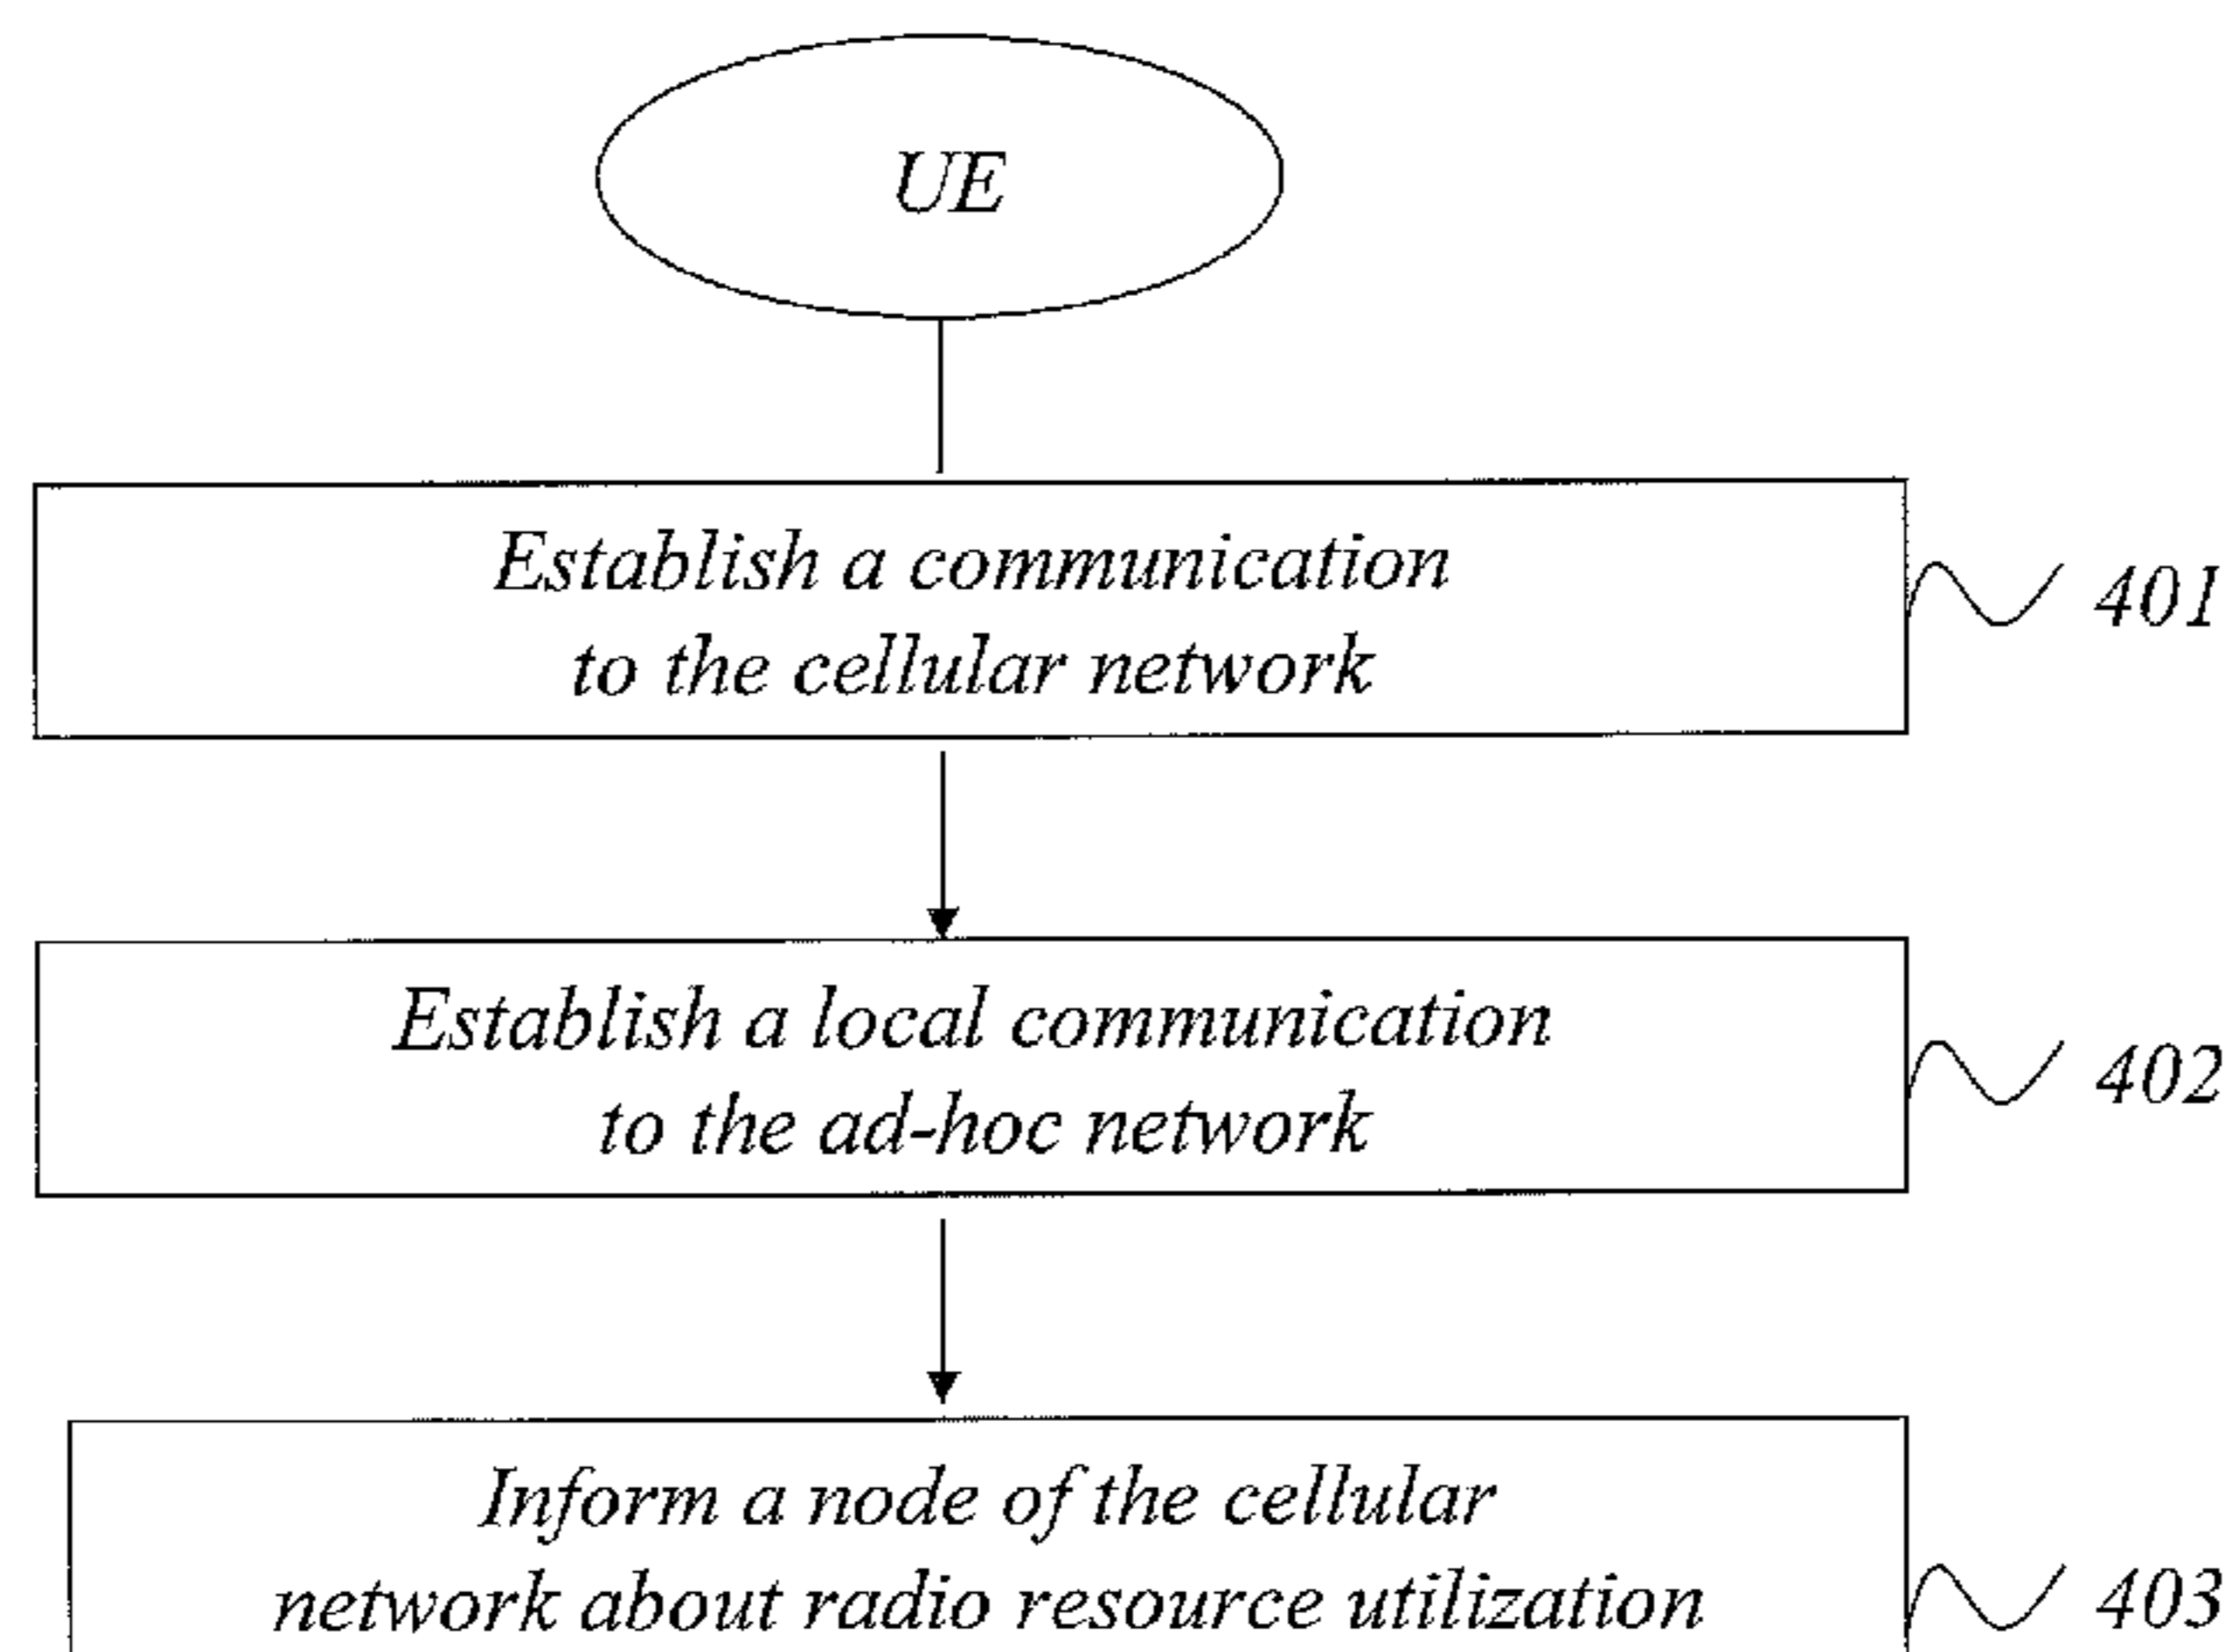 UE
Establish a communication
to the cellular network
401
Establish a local communication
to the ad-hoc network
402
Inform a node of the cellular
network about radio resource utilization
403